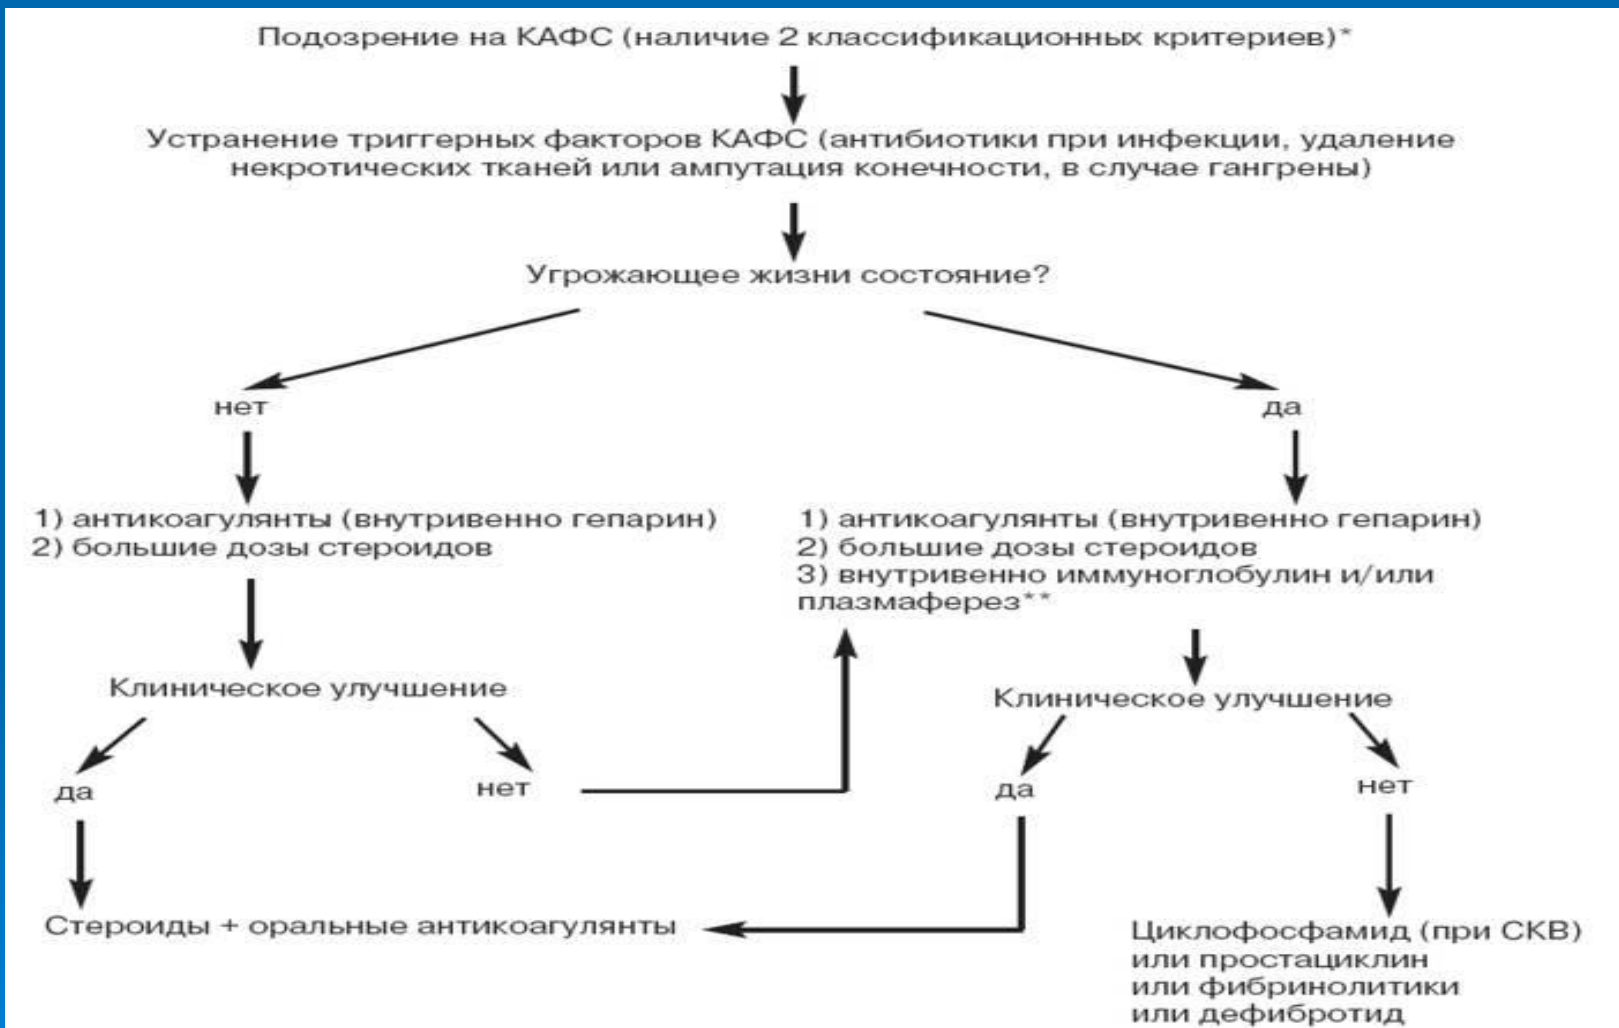 Подозрение на КАФС (наличие 2 классификационных критериев)*
Устранение триггерных факторов КАФС (антибиотики при инфекции, удаление
некротических тканей или ампутация конечности, в случае гангрены)
Угрожающее жизни состояние?
нет
да
1) антикоагулянты (внутривенно гепарин)
2) большие дозы стероидов
1) антикоагулянты (внутривенно гепарин)
2) большие дозы стероидов
3) внутривенно иммуноглобулин и/или
плазмаферез**
Клиническое улучшение
Клиническое улучшение
да
нет
да
нет
Стероиды + оральные антикоагулянты
Циклофосфамид (при СКВ)
или простациклин
или фибринолитики
или дефибротид